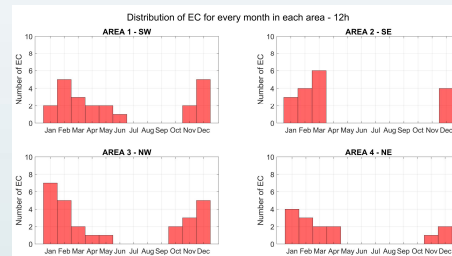 Distribution of EC for every month in each area - 12h
AREA 1 - SW
10
8
6
4
2
0
Number of EC
Jan Feb Mar Apr May Jun Jul Aug Sep Oct Nov Dec
AREA 2 - SE
10
8
6
4
2
0
Number of EC
Jan Feb Mar Apr May Jun Jul Aug Sep Oct Nov Dec
AREA 3 - NW
10
8
6
4
2
0
Number of EC
Jan Feb Mar Apr May Jun Jul Aug Sep Oct Nov Dec
AREA 4 - NE
10
8
6
4
2
0
Number of EC
Jan Feb Mar Apr May Jun Jul Aug Sep Oct Nov Dec